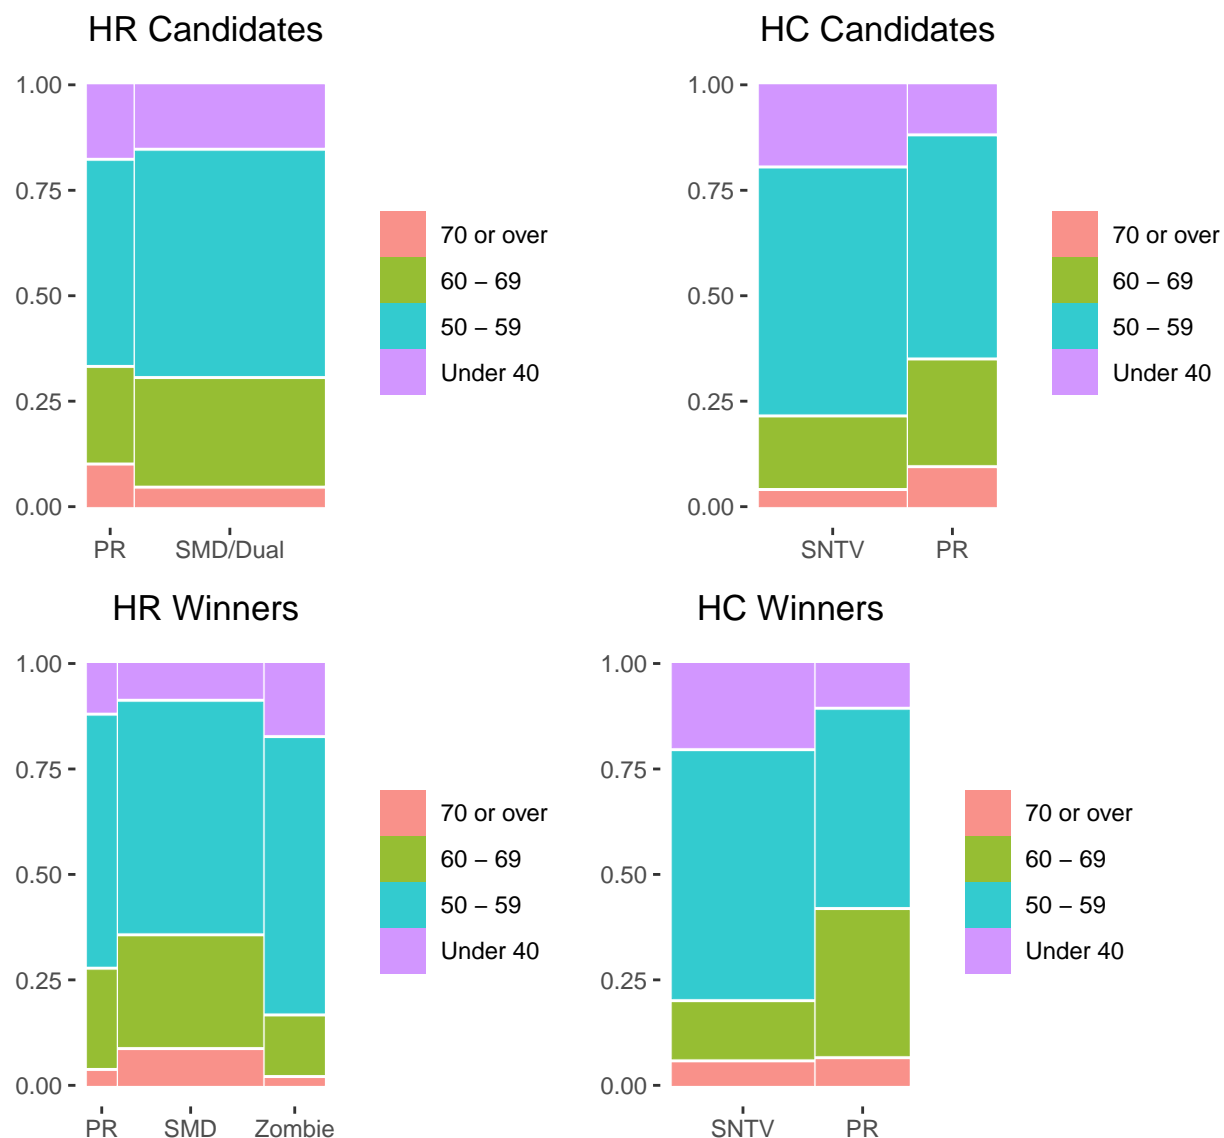 HR Candidates
1.00
0.75
0.50
0.25
0.00
PR SMD/Dual
70 or over
60 – 69
50 – 59
Under 40
HC Candidates
1.00
0.75
0.50
0.25
0.00
SNTV PR
70 or over
60 – 69
50 – 59
Under 40
HR Winners
1.00
0.75
0.50
0.25
0.00
PR SMD Zombie
70 or over
60 – 69
50 – 59
Under 40
HC Winners
1.00
0.75
0.50
0.25
0.00
SNTV PR
70 or over
60 – 69
50 – 59
Under 40